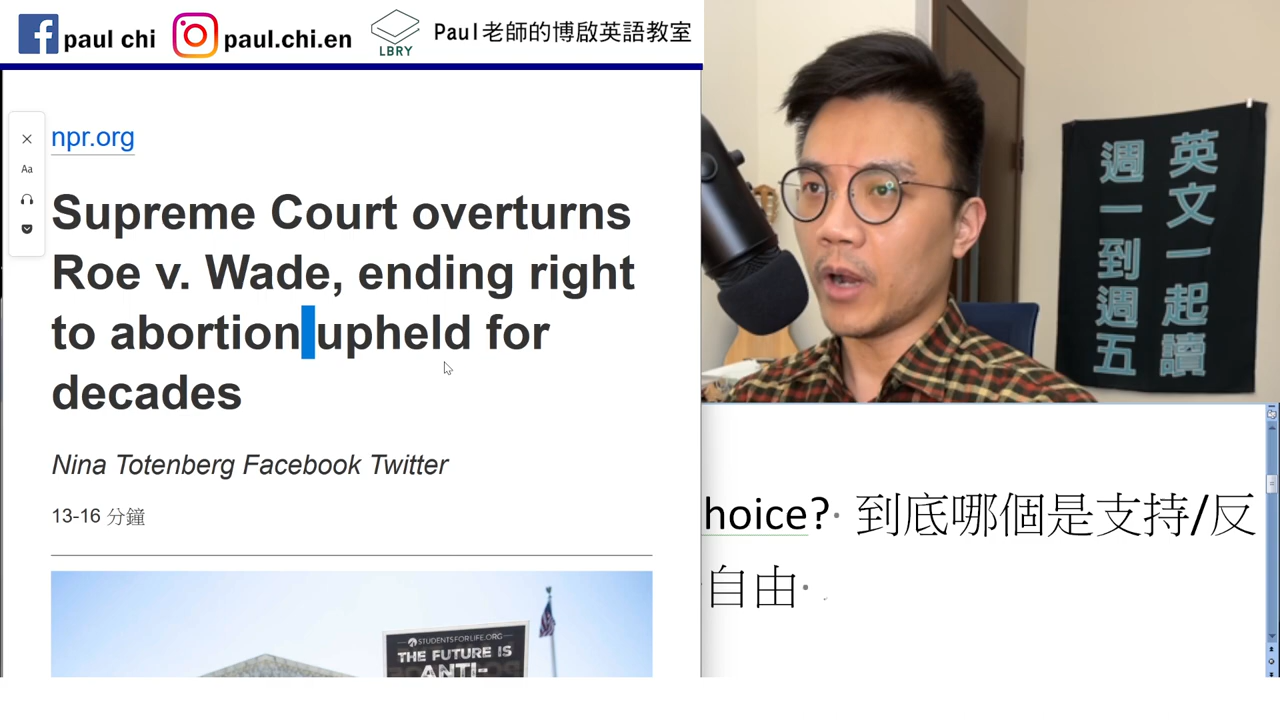 paul chi
paul.chi.en
LBRY
Paul老師的博啟英語教室
npr.org
Aa
Supreme Court overturns
Roe v. Wade, ending right
to abortion upheld for
decades
Nina Totenberg Facebook Twitter
13-16 分鐘
STUDENTSFORLIFE.ORG
THE FUTURE IS
ANTI-
英文一起讀
週一到週五
hoice? 到底哪個是支持/反
自由